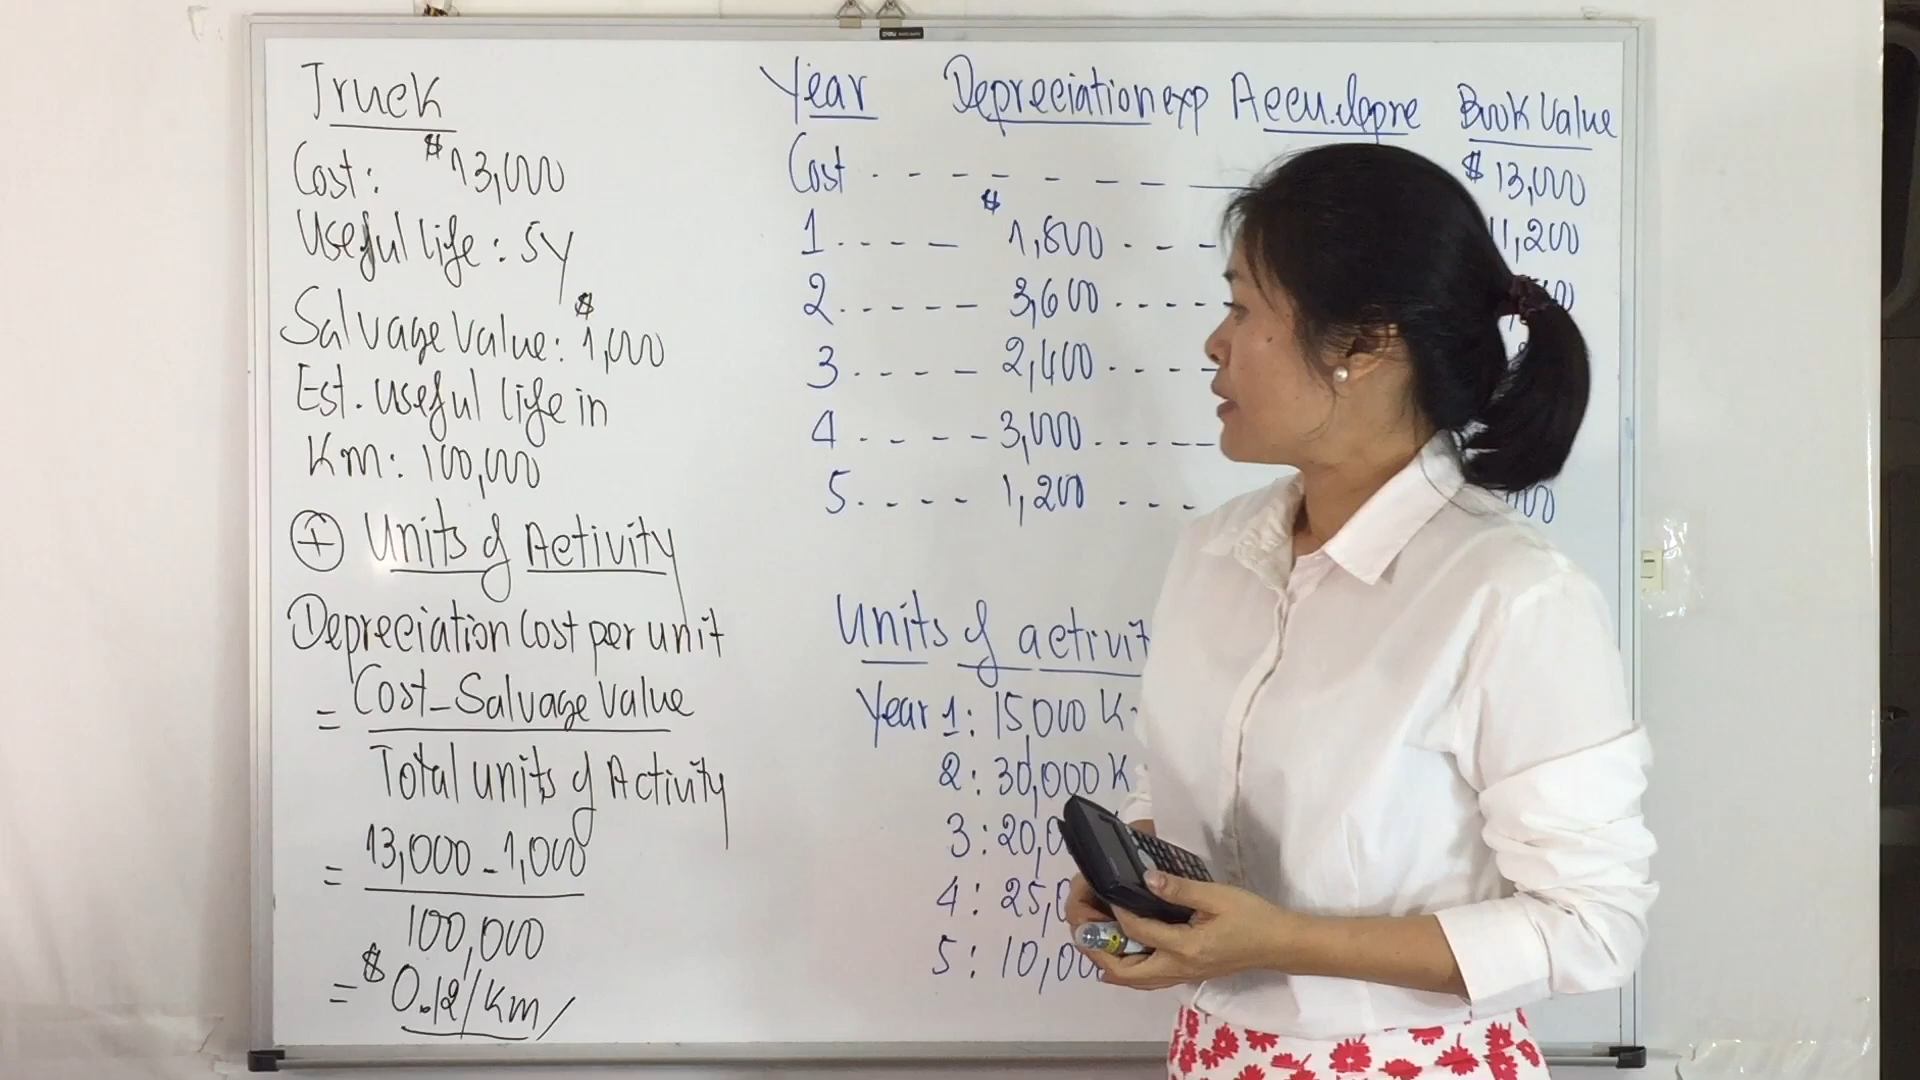 Truck
Cost: $13,000
Useful life: 5y
Salvage value: $1,000
Est. useful life in
Km: 100,000
+ Units of Activity
Depreciation Cost per unit
= Cost - Salvage value
Total units of Activity
= 13,000 - 1,000
100,000
= $0.12/km/
Year Depreciation exp Accu. depre Book Value
Cost . - - - - - - $13,000
1 . . - - $1,800 . - - 11,200
2 . - - - - 3,600 . - - -
3 . . . . - 2,400 . - - -
4 . - - - - 3,000 . . - - -
5 . . - - - 1,200 . . -
Units of activit
Year 1: 15,000 K
2: 30,000 K
3: 20,0
4: 25,0
5: 10,00